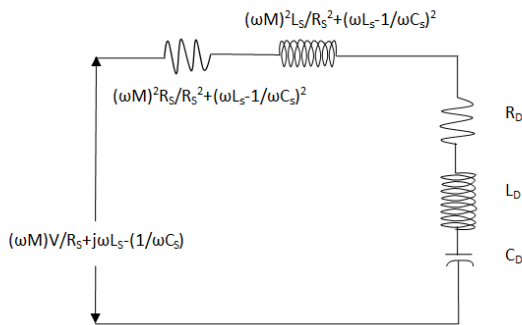 (ωM)²Lₛ/Rₛ²+(ωLₛ-1/ωCₛ)²
(ωM)²Rₛ/Rₛ²+(ωLₛ-1/ωCₛ)²
R_D
L_D
(ωM)V/Rₛ+jωLₛ-(1/ωCₛ)
C_D